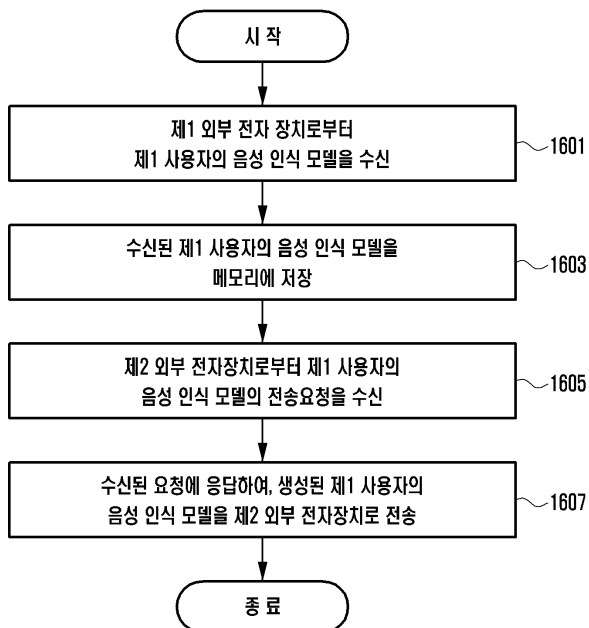 시 작
제1 외부 전자 장치로부터
제1 사용자의 음성 인식 모델을 수신
1601
수신된 제1 사용자의 음성 인식 모델을
메모리에 저장
1603
제2 외부 전자장치로부터 제1 사용자의
음성 인식 모델의 전송요청을 수신
1605
수신된 요청에 응답하여, 생성된 제1 사용자의
음성 인식 모델을 제2 외부 전자장치로 전송
1607
종 료